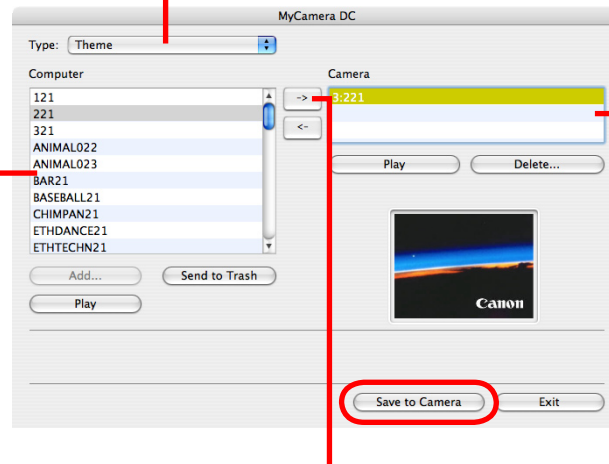 MyCamera DC
Type: Theme
Computer
121
221
321
ANIMAL022
ANIMAL023
BAR21
BASEBALL21
CHIMPAN21
ETHDANCE21
ETHTECHN21
Add...
Send to Trash
Play
->
<-
Camera
3:221
Play
Delete...
Canon
Save to Camera
Exit